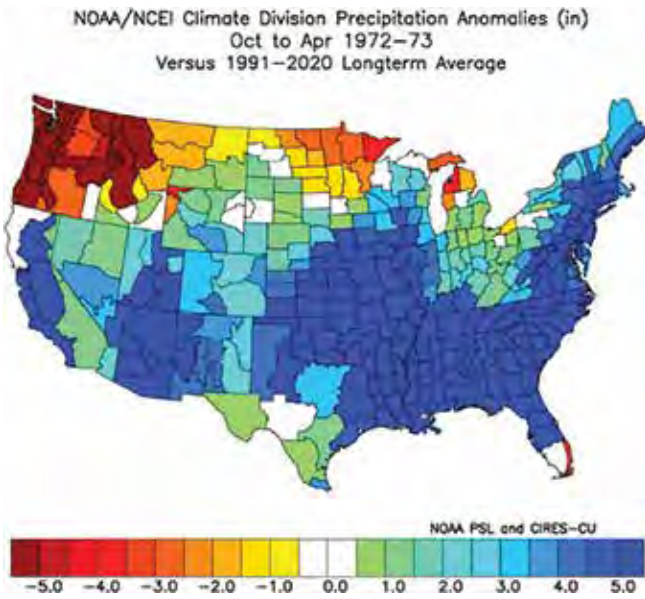 NOAA/NCEI Climate Division Precipitation Anomalies (in)
Oct to Apr 1972-73
Versus 1991-2020 Longterm Average
NOAA PSL and CIRES-CU
-5.0 -4.0 -3.0 -2.0 -1.0 0.0 1.0 2.0 3.0 4.0 5.0